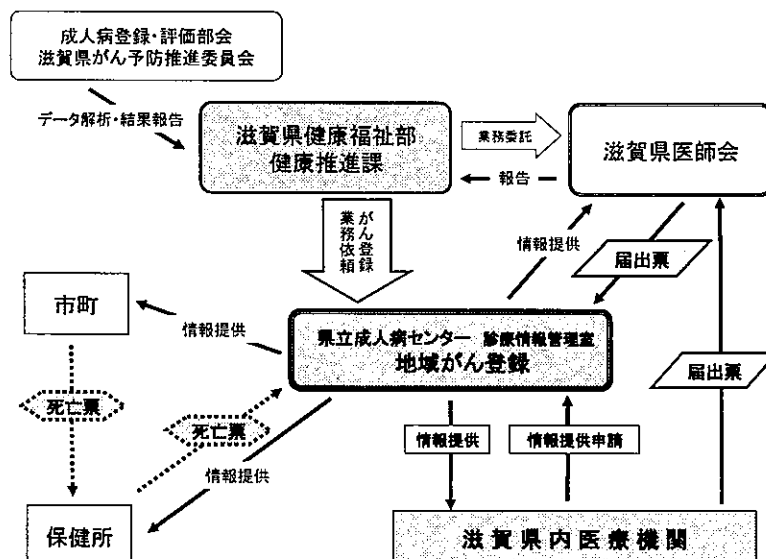 成人病登録・評価部会
滋賀県がん予防推進委員会
データ解析・結果報告
滋賀県健康福祉部
健康推進課
業務委託
報告
滋賀県医師会
がん登録
業務依頼
情報提供
届出票
市町
情報提供
県立成人病センター 診療情報管理室
地域がん登録
届出票
死亡票
死亡票
情報提供
情報提供
情報提供申請
保健所
滋賀県内医療機関